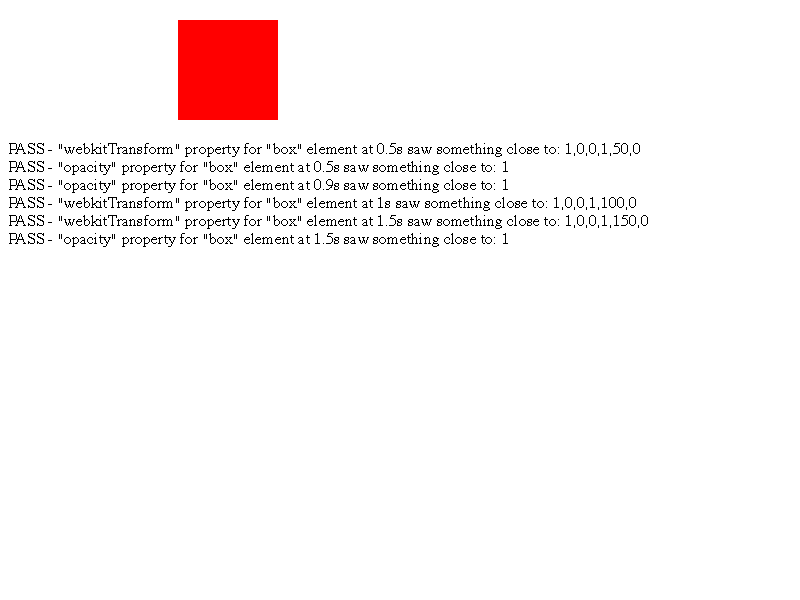 PASS - "webkitTransform" property for "box" element at 0.5s saw something close to: 1,0,0,1,50,0
PASS - "opacity" property for "box" element at 0.5s saw something close to: 1
PASS - "opacity" property for "box" element at 0.9s saw something close to: 1
PASS - "webkitTransform" property for "box" element at 1s saw something close to: 1,0,0,1,100,0
PASS - "webkitTransform" property for "box" element at 1.5s saw something close to: 1,0,0,1,150,0
PASS - "opacity" property for "box" element at 1.5s saw something close to: 1